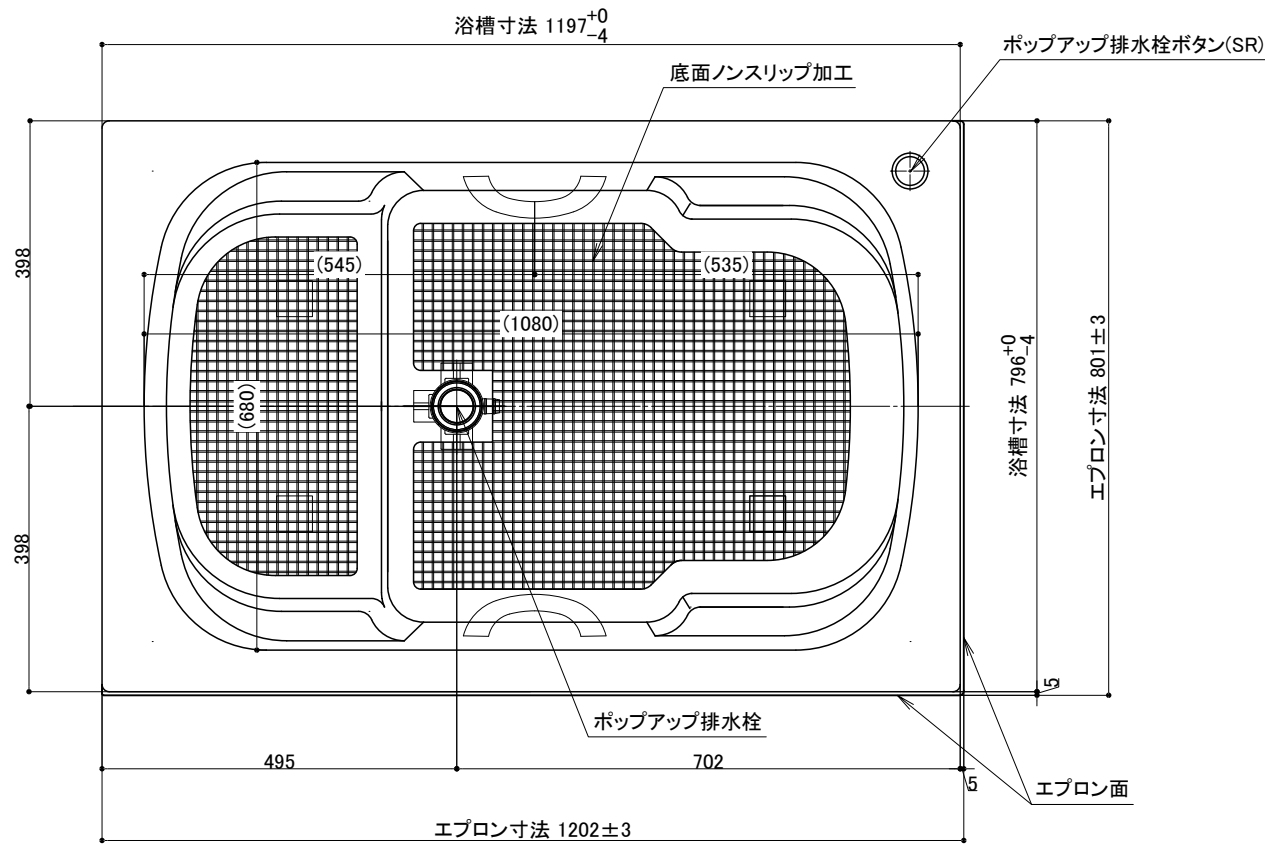 浴槽寸法 1197+0-4
ポップアップ排水栓ボタン(SR)
底面ノンスリップ加工
398
(545)
(535)
(1080)
(680)
浴槽寸法 796+0-4
エプロン寸法 801±3
398
5
ポップアップ排水栓
495
702
5
エプロン面
エプロン寸法 1202±3